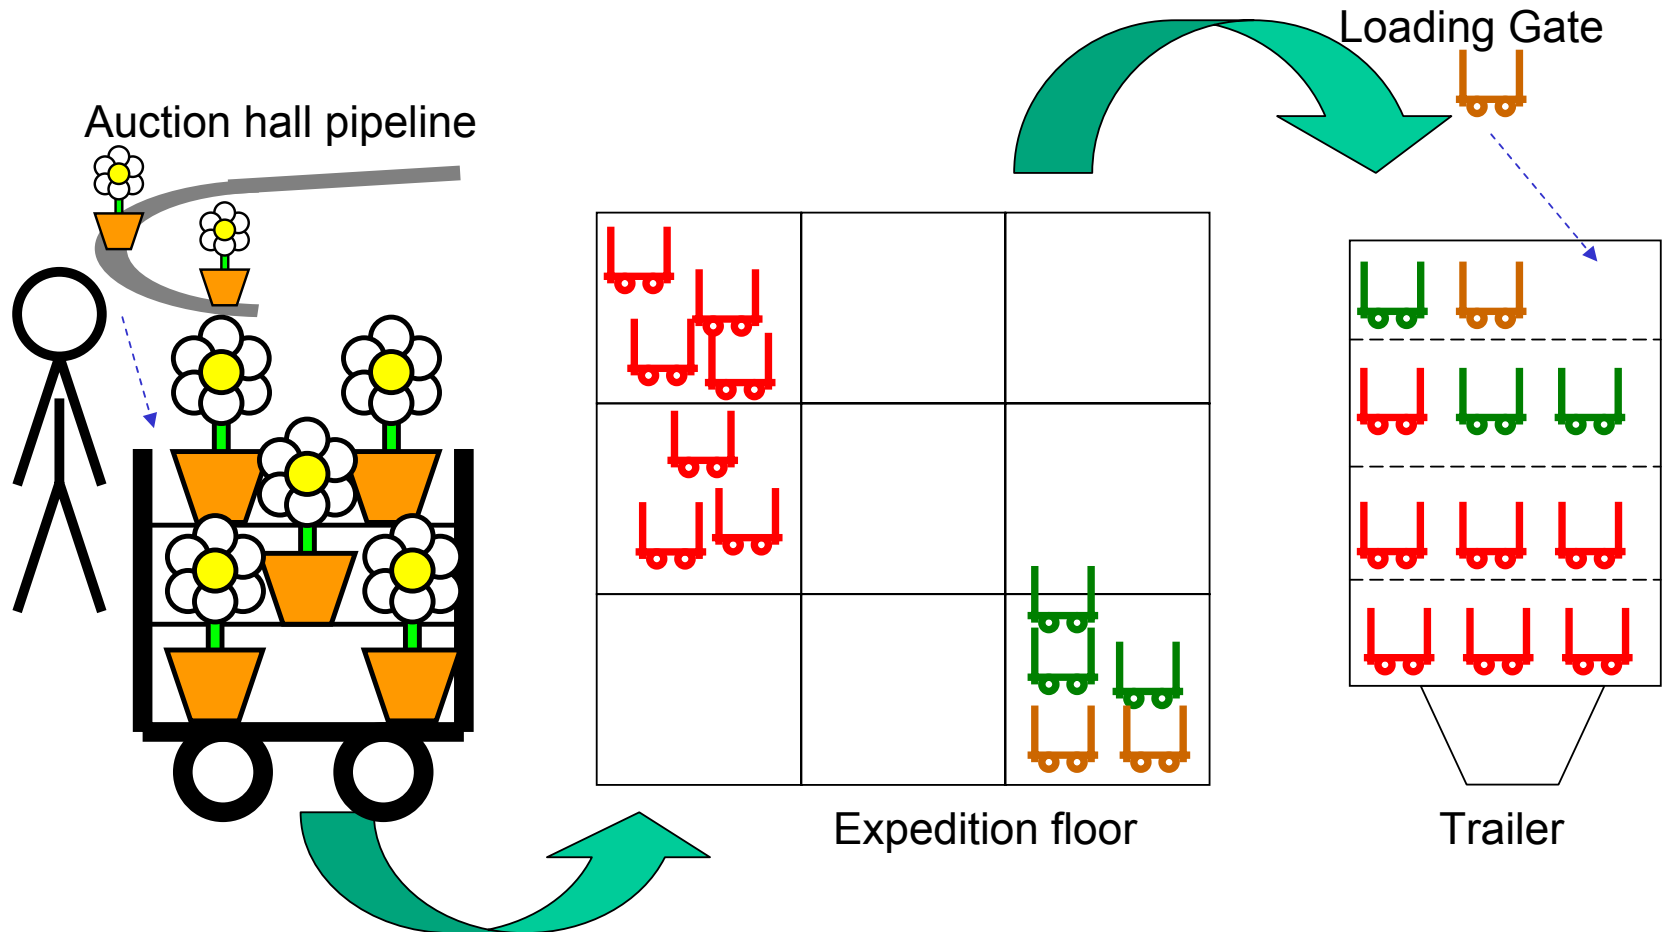 Loading Gate
Auction hall pipeline
Expedition floor
Trailer